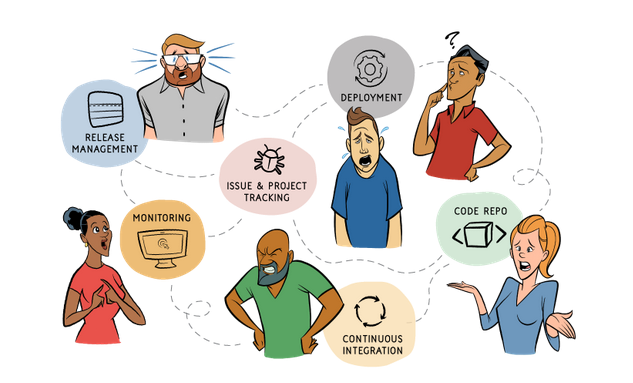 ?
DEPLOYMENT
RELEASE
MANAGEMENT
ISSUE & PROJECT
TRACKING
MONITORING
CODE REPO
CONTINUOUS
INTEGRATION